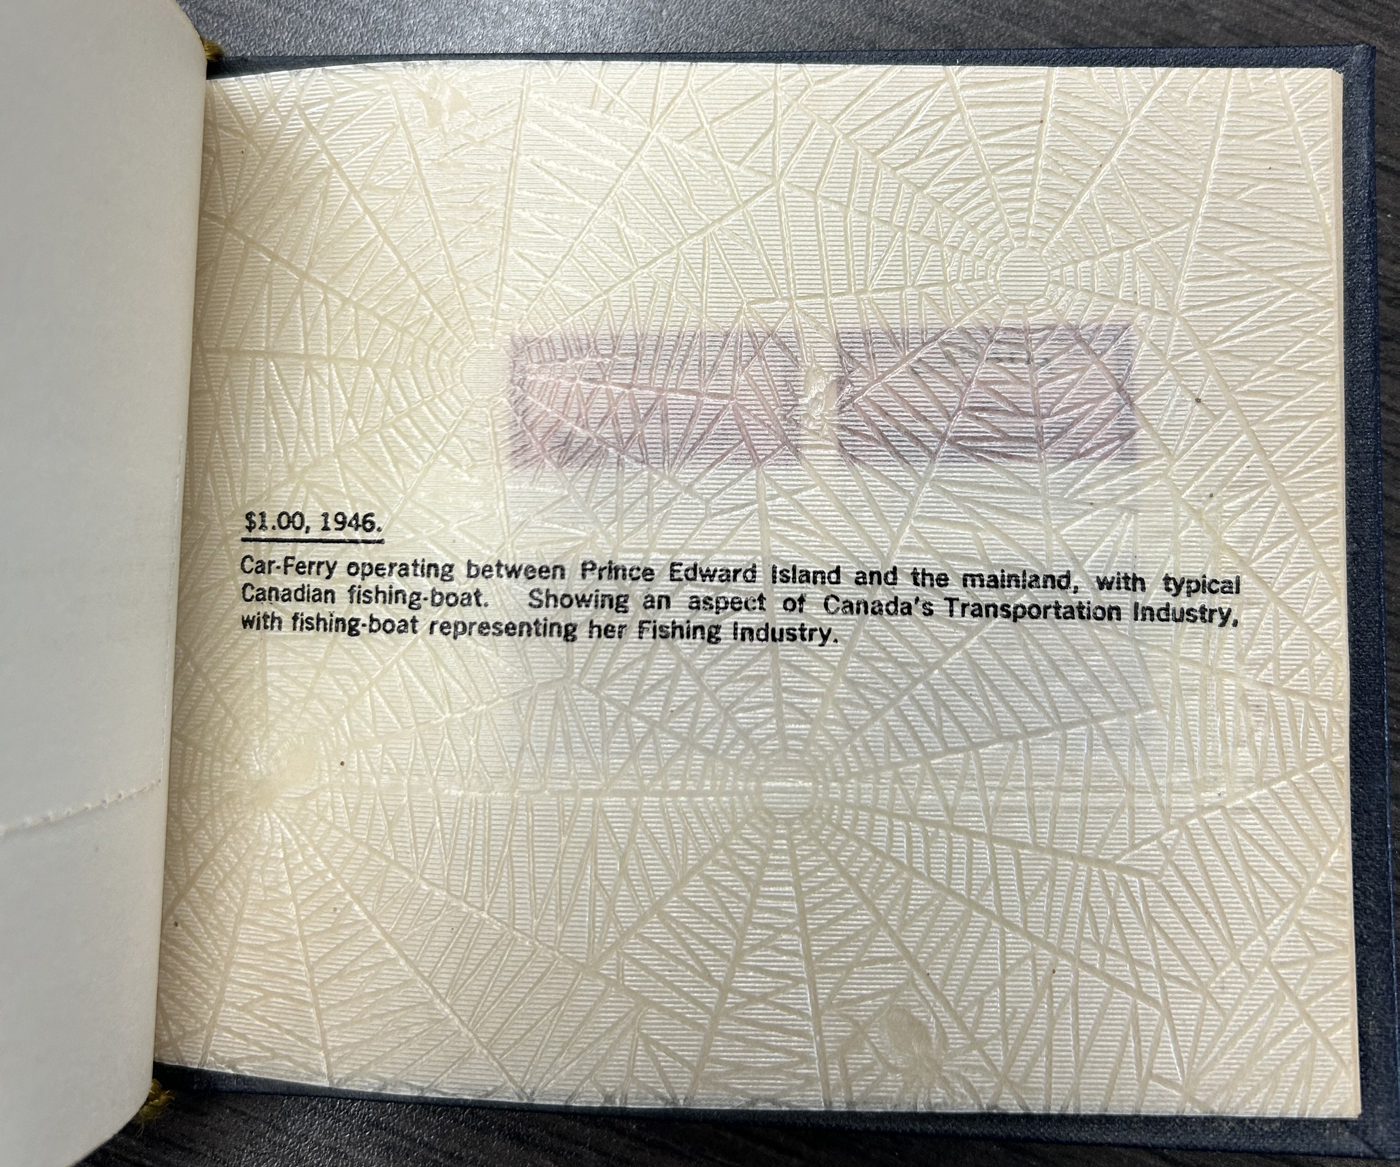 $1.00, 1946.
Car-Ferry operating between Prince Edward Island and the mainland, with typical
Canadian fishing-boat. Showing an aspect of Canada's Transportation Industry,
with fishing-boat representing her Fishing Industry.